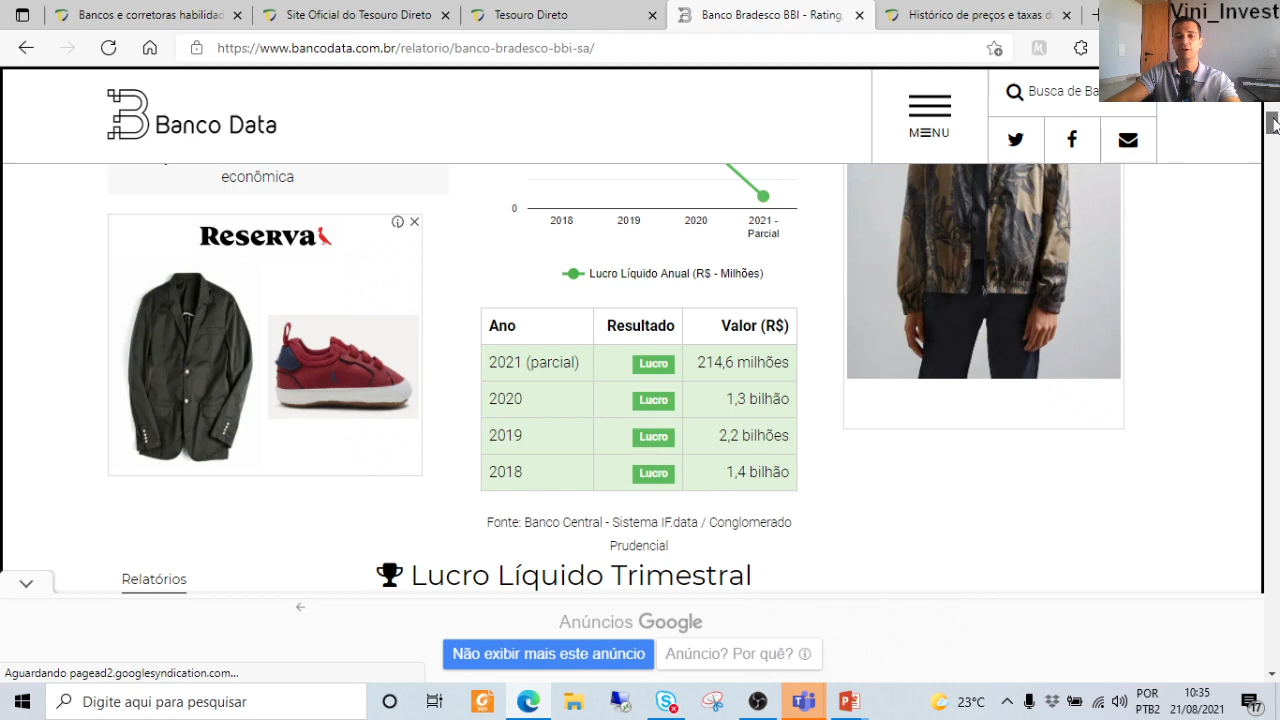 Bancos e corretoras habilitadas
Site Oficial do Tesouro Direto
Tesouro Direto
Banco Bradesco BBI - Rating,
Histórico de preços e taxas d
Vini_Invest
https://www.bancodata.com.br/relatorio/banco-bradesco-bbi-sa/
Banco Data
MENU
Busca de Ba
econômica
RESERVA
0
2018
2019
2020
2021 -
Parcial
Lucro Líquido Anual (R$ - Milhões)
Ano Resultado Valor (R$)
2021 (parcial) Lucro 214,6 milhões
2020 Lucro 1,3 bilhão
2019 Lucro 2,2 bilhões
2018 Lucro 1,4 bilhão
Fonte: Banco Central - Sistema IF.data / Conglomerado
Prudencial
Relatórios
Lucro Líquido Trimestral
Anúncios Google
Não exibir mais este anúncio
Anúncio? Por quê?
Aguardando pagead2.googlesyndication.com...
Digite aqui para pesquisar
23°C
POR
PTB2
10:35
21/08/2021
17